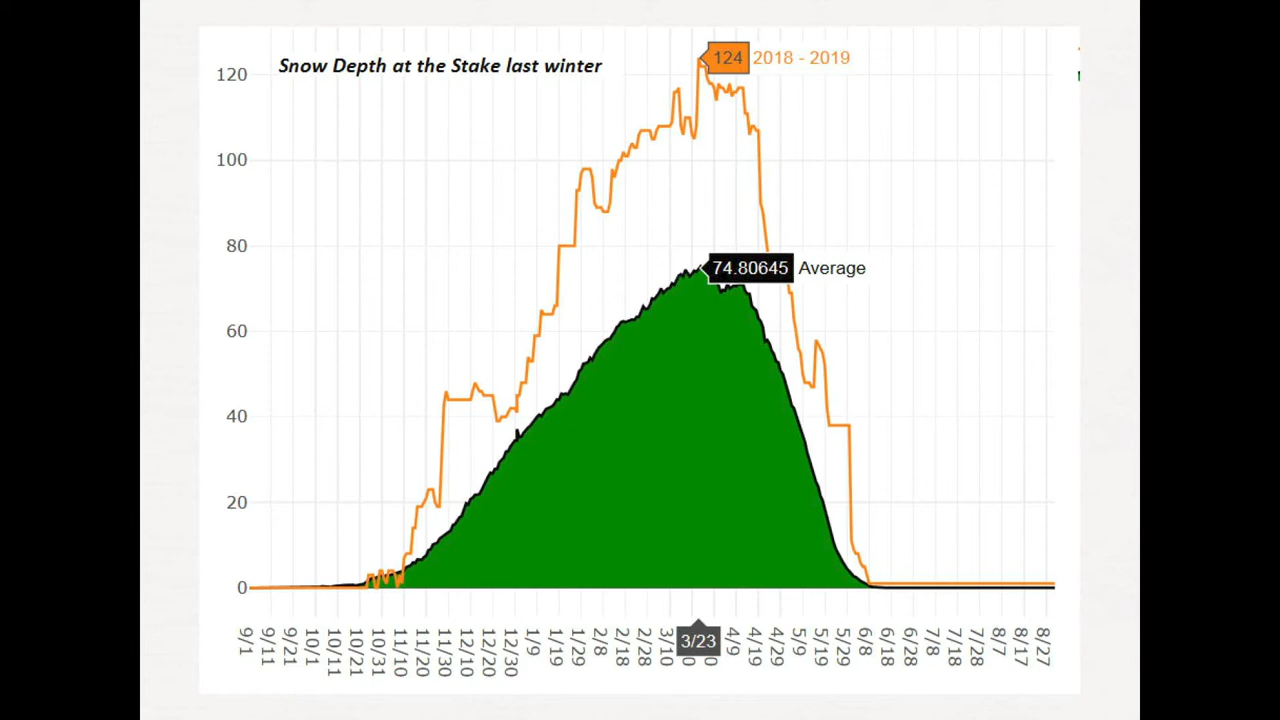 Snow Depth at the Stake last winter
124 2018 - 2019
120
100
80
74.80645 Average
60
40
20
0
9/1 9/11 9/21 10/1 10/21 10/31 11/10 11/20 11/30 12/10 12/20 12/30 1/9 1/19 1/29 2/8 2/18 2/28 3/10 3/23 4/9 4/19 4/29 5/9 5/19 5/29 6/8 6/18 6/28 7/8 7/18 7/28 8/7 8/17 8/27